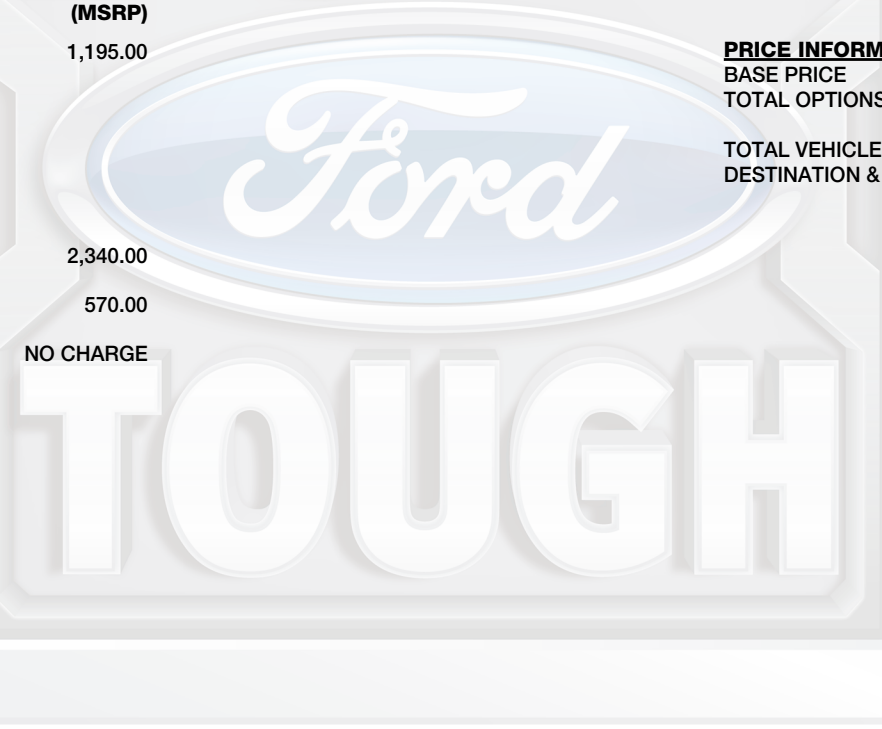 (MSRP)
1,195.00
2,340.00
570.00
NO CHARGE
PRICE INFORM
BASE PRICE
TOTAL OPTIONS
TOTAL VEHICLE
DESTINATION &
Ford
TOUGH